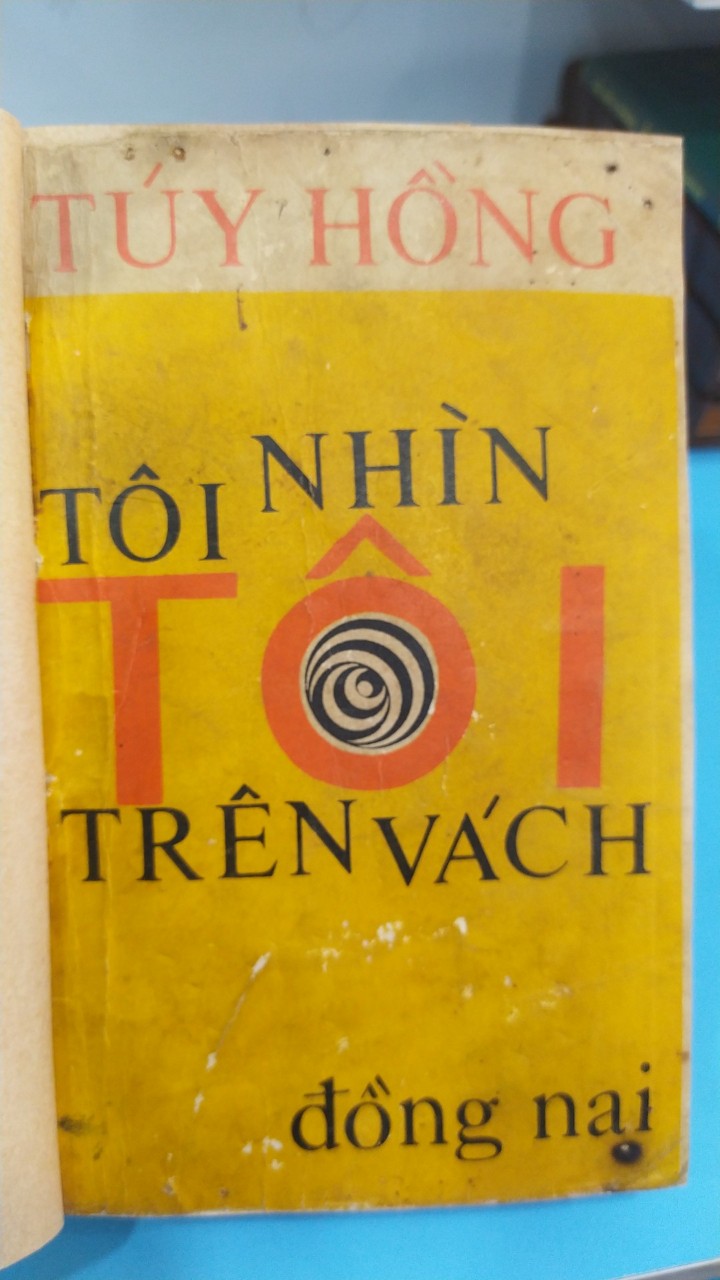 TÚY HỒNG
TÔI NHÌN
TÔI
TRÊN VÁCH
đồng nai